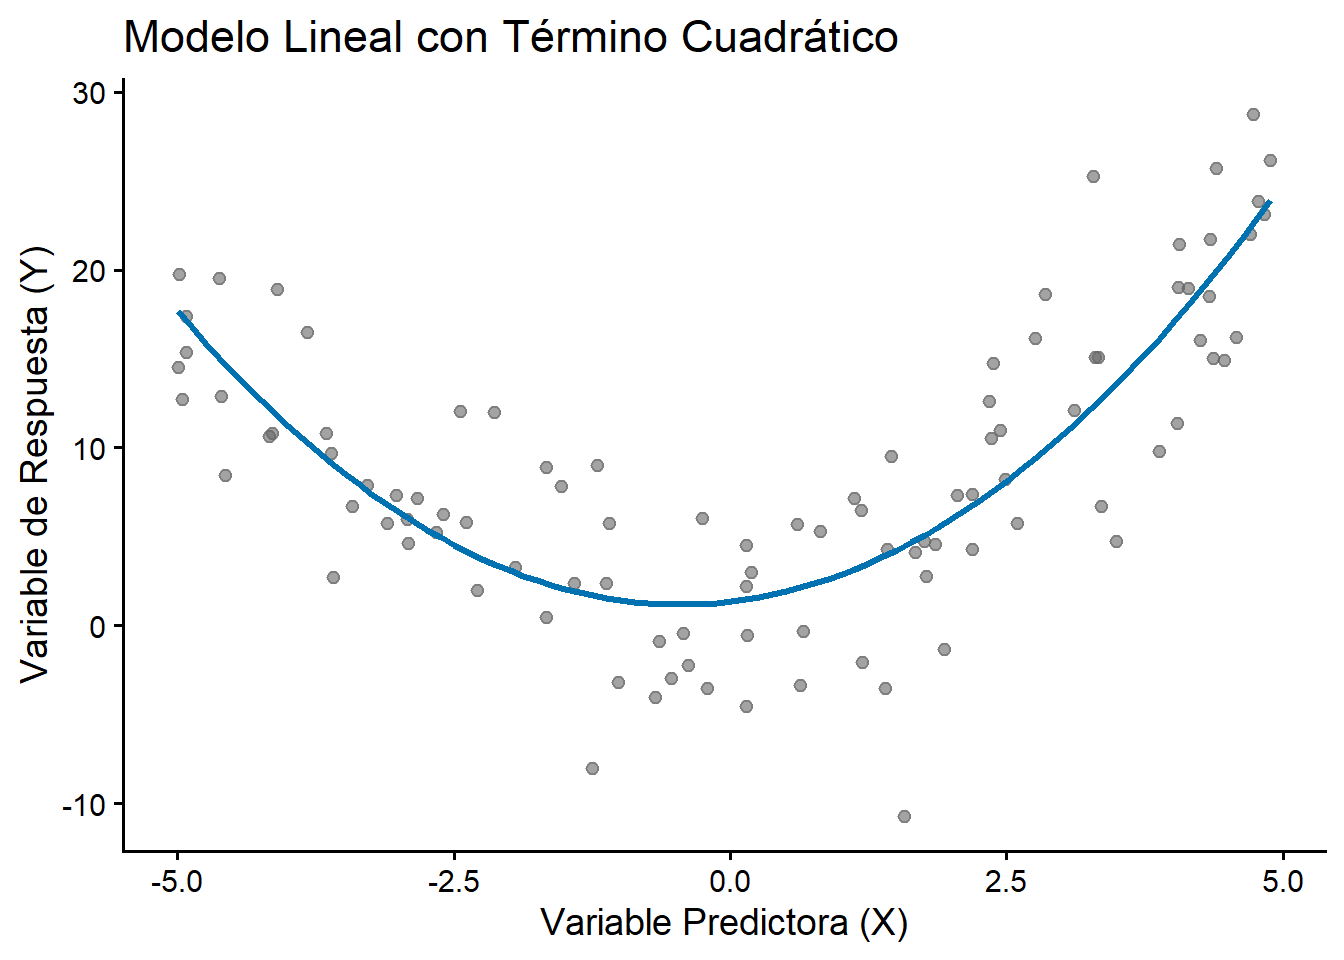 Modelo Lineal con Término Cuadrático
30
20
10
0
-10
Variable de Respuesta (Y)
-5.0 -2.5 0.0 2.5 5.0
Variable Predictora (X)